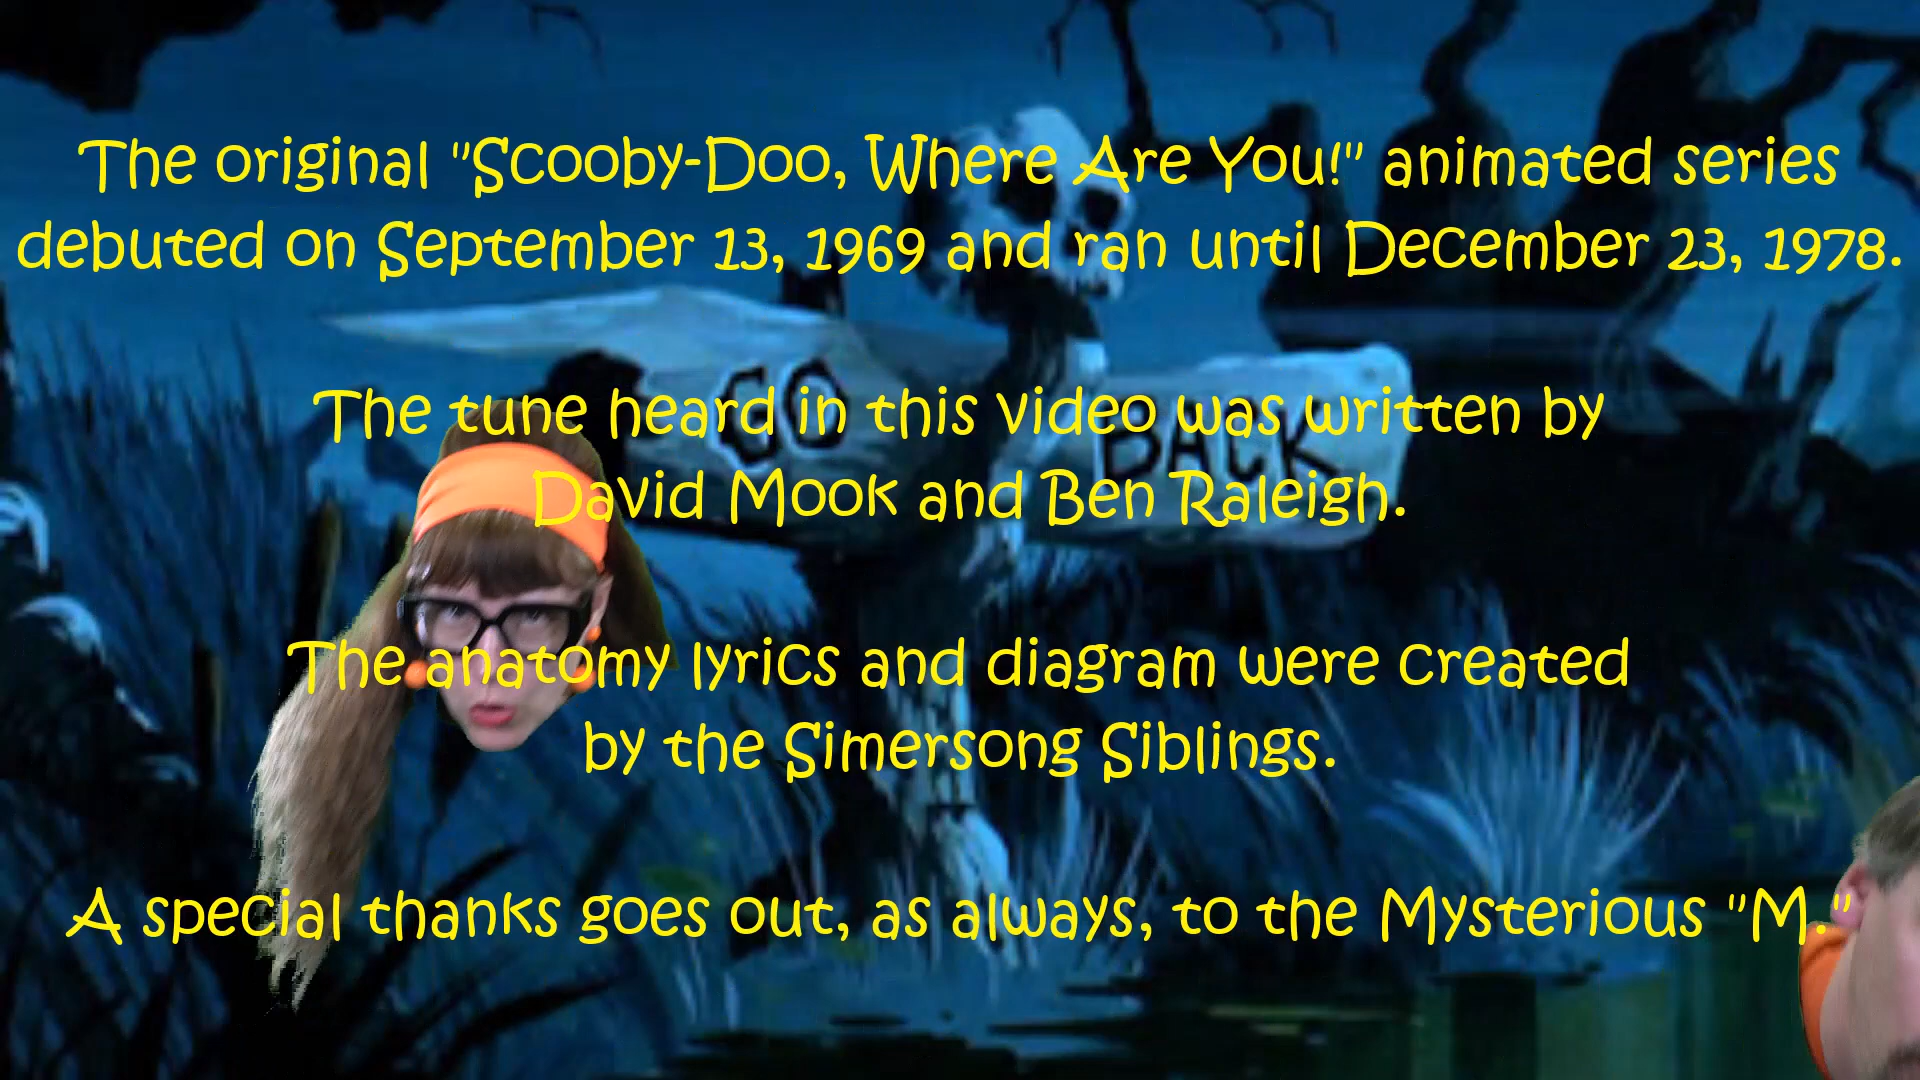 The original "Scooby-Doo, Where Are You!" animated series
debuted on September 13, 1969 and ran until December 23, 1978.
GO BACK
The tune heard in this video was written by
David Mook and Ben Raleigh.
The anatomy lyrics and diagram were created
by the Simersong Siblings.
A special thanks goes out, as always, to the Mysterious "M."